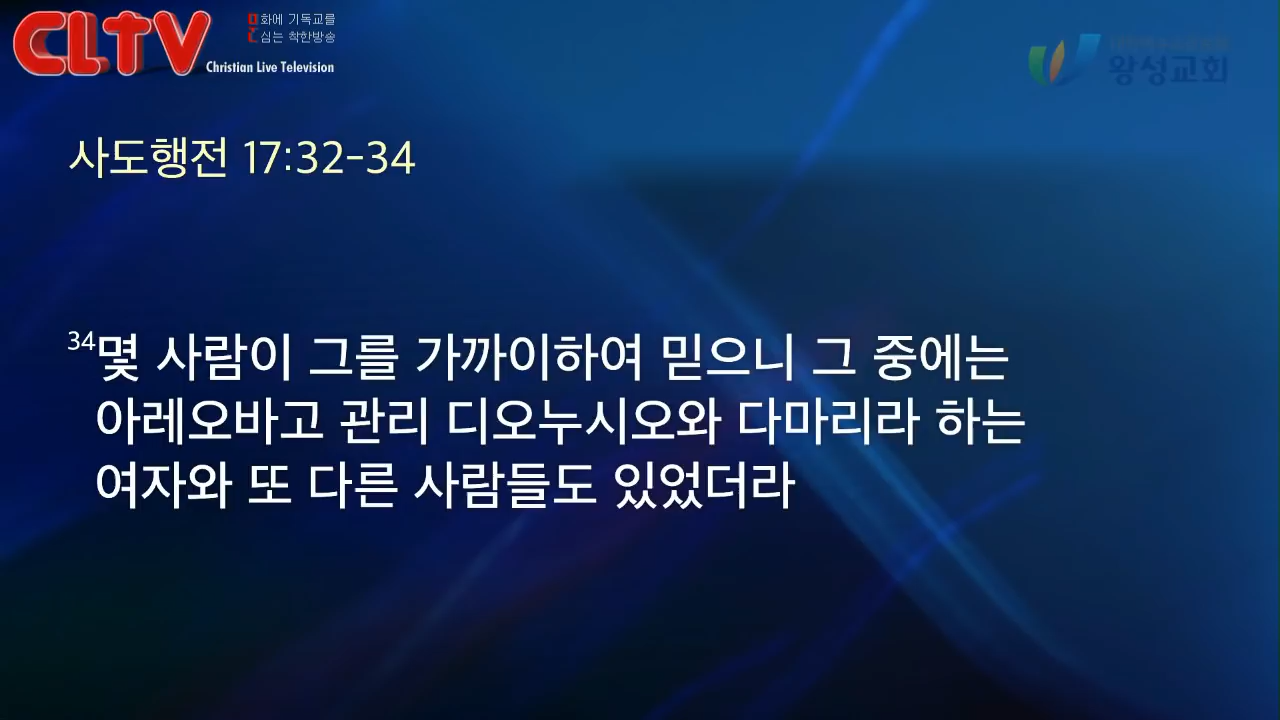 CLTV
문화에 기독교를
심는 착한방송
Christian Live Television
왕성교회
사도행전 17:32-34
34몇 사람이 그를 가까이하여 믿으니 그 중에는
아레오바고 관리 디오누시오와 다마리라 하는
여자와 또 다른 사람들도 있었더라